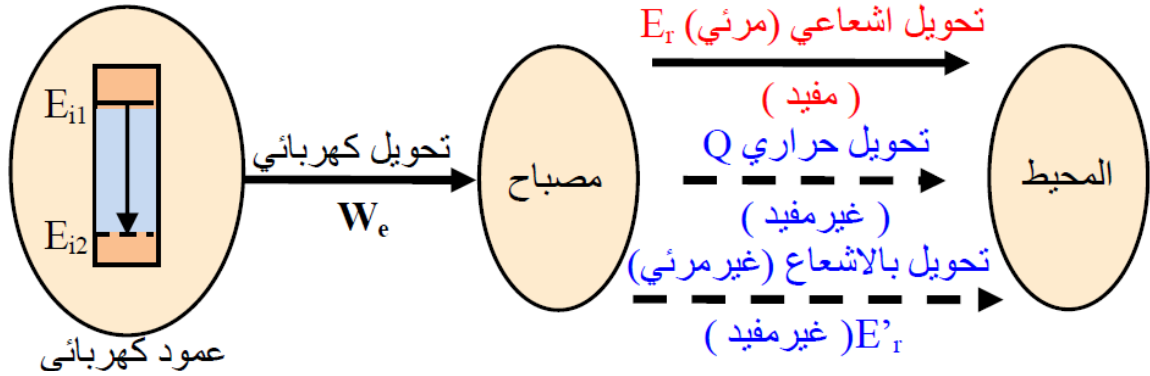 تحويل اشعاعي (مرئي) Er
( مفيد )
Ei1
تحويل كهربائي
We
مصباح
تحويل حراري Q
( غيرمفيد )
المحيط
Ei2
تحويل بالاشعاع (غيرمرئي)
E’r( غيرمفيد )
عمود كهربائي